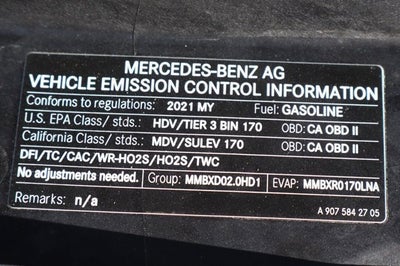 MERCEDES-BENZ AG
VEHICLE EMISSION CONTROL INFORMATION
Conforms to regulations: 2021 MY Fuel: GASOLINE
U.S. EPA Class/ stds.: HDV/TIER 3 BIN 170 OBD: CA OBD II
California Class/ stds.: MDV/SULEV 170 OBD: CA OBD II
DFI/TC/CAC/WR-HO2S/HO2S/TWC
No adjustments needed. Group: MMBXD02.0HD1 EVAP: MMBXR0170LNA
Remarks: n/a
A 907 584 27 05